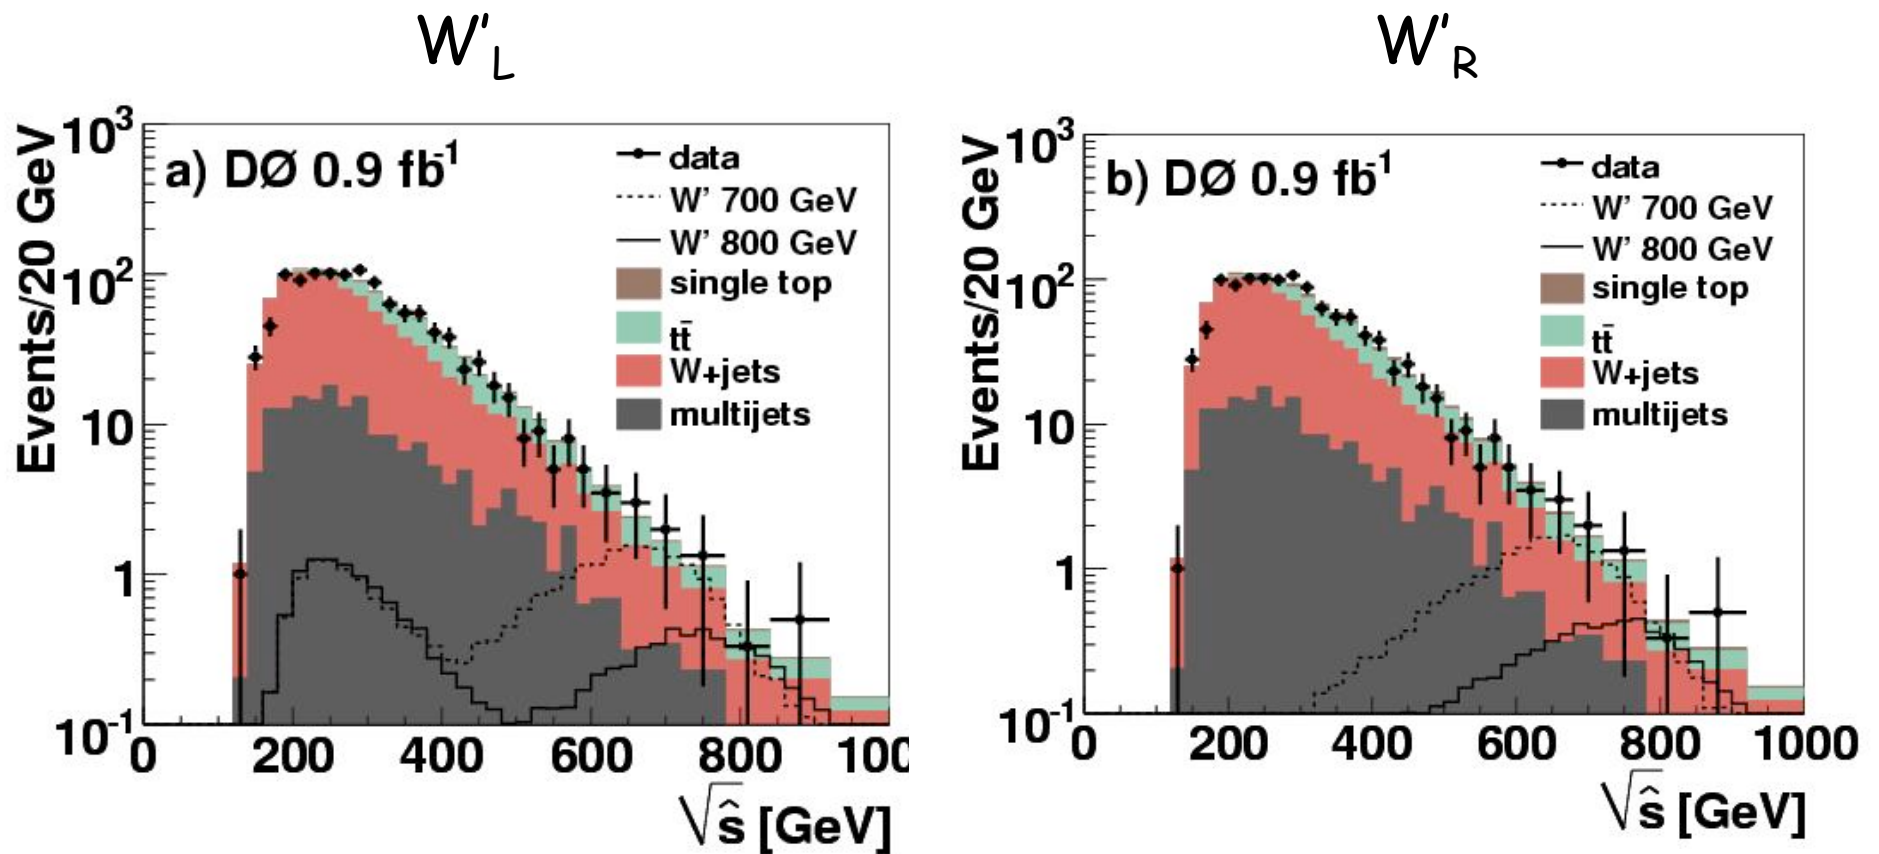 W'L
W'R
a) DØ 0.9 fb-1
data
W' 700 GeV
W' 800 GeV
single top
tt̄
W+jets
multijets
Events/20 GeV
10³
10²
10
1
10-1
0 200 400 600 800 100
√ŝ [GeV]
b) DØ 0.9 fb-1
data
W' 700 GeV
W' 800 GeV
single top
tt̄
W+jets
multijets
Events/20 GeV
10³
10²
10
1
10-1
0 200 400 600 800 1000
√ŝ [GeV]